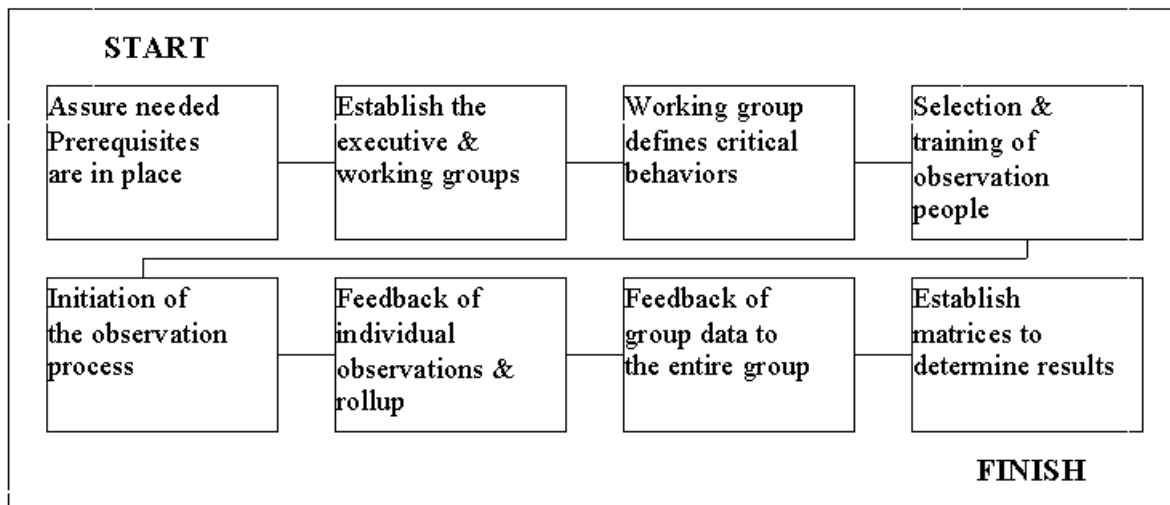 START
Assure needed
Prerequisites
are in place
Establish the
executive &
working groups
Working group
defines critical
behaviors
Selection &
training of
observation
people
Initiation of
the observation
process
Feedback of
individual
observations &
rollup
Feedback of
group data to
the entire group
Establish
matrices to
determine results
FINISH